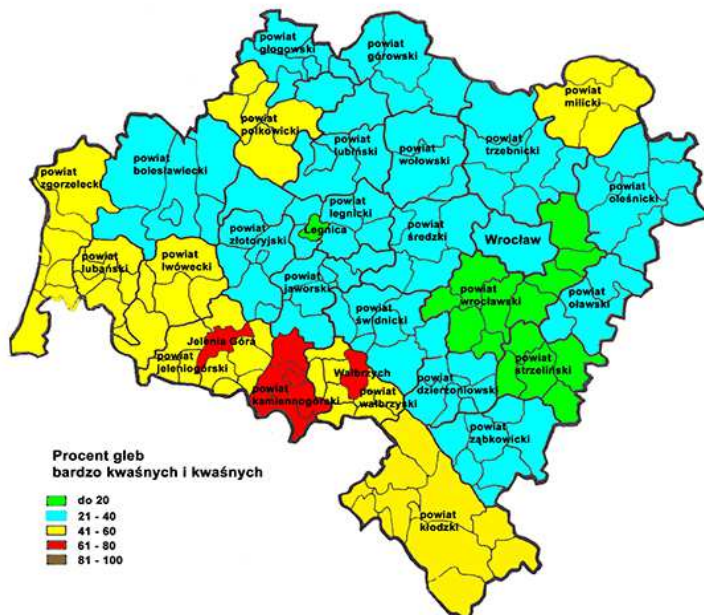 powiat
głogowski
powiat
górowski
powiat
milicki
powiat
polkowicki
powiat
lubiński
powiat
wołowski
powiat
trzebnicki
powiat
zgorzelecki
powiat
bolesławiecki
powiat
oleśnicki
powiat
legnicki
Legnica
powiat
złotoryjski
powiat
średzki
Wrocław
powiat
lubański
powiat
lwówecki
powiat
jaworski
powiat
wrocławski
powiat
oławski
powiat
świdnicki
Jelenia Góra
powiat
jeleniogórski
powiat
kamiennogórski
Wałbrzych
powiat
wałbrzyski
powiat
dzierżoniowski
powiat
strzeliński
powiat
ząbkowicki
powiat
kłodzki
Procent gleb
bardzo kwaśnych i kwaśnych
do 20
21 - 40
41 - 60
61 - 80
81 - 100